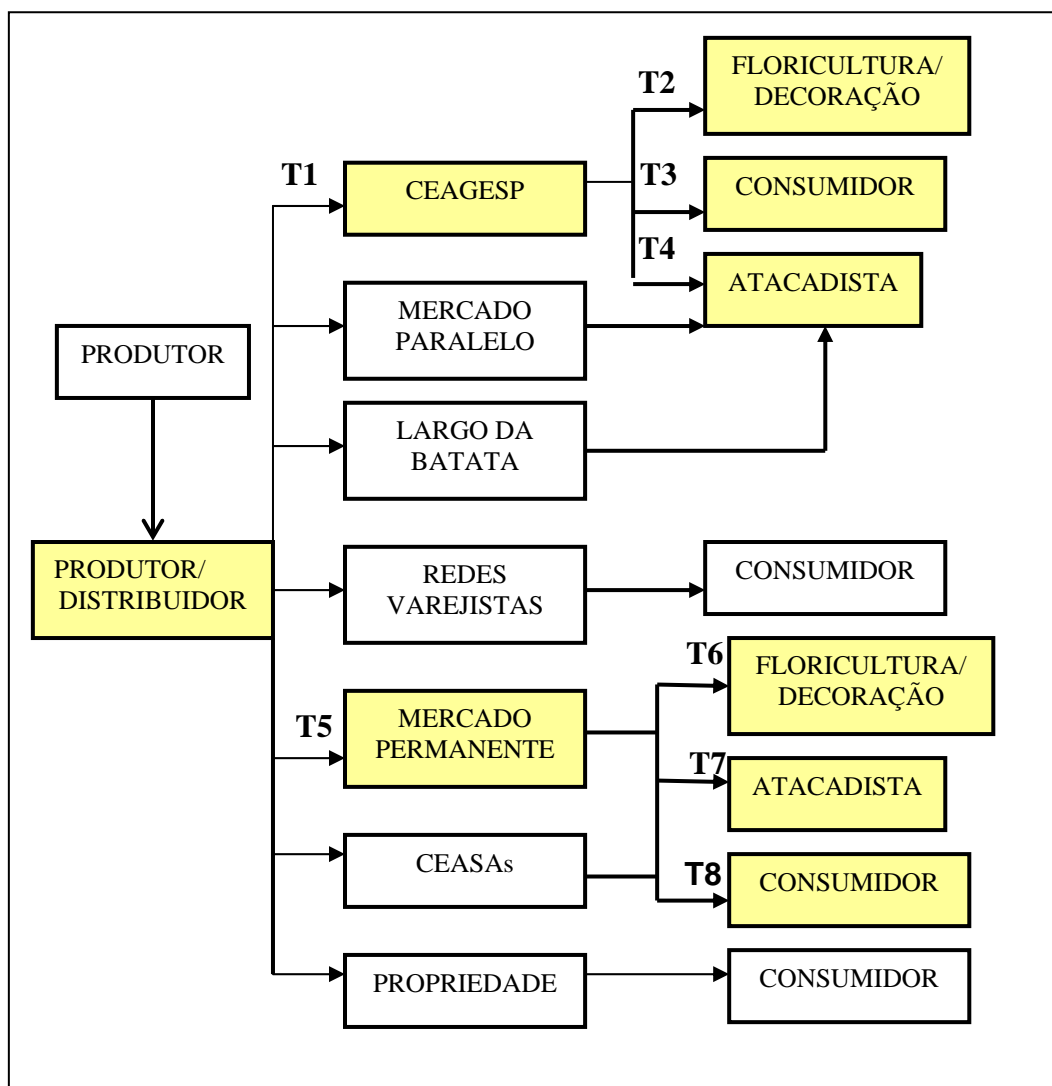 FLORICULTURA/
DECORAÇÃO
T2
T1
CEAGESP
T3
CONSUMIDOR
T4
ATACADISTA
MERCADO
PARALELO
PRODUTOR
LARGO DA
BATATA
PRODUTOR/
DISTRIBUIDOR
REDES
VAREJISTAS
CONSUMIDOR
T6
FLORICULTURA/
DECORAÇÃO
T5
MERCADO
PERMANENTE
T7
ATACADISTA
CEASAs
T8
CONSUMIDOR
PROPRIEDADE
CONSUMIDOR